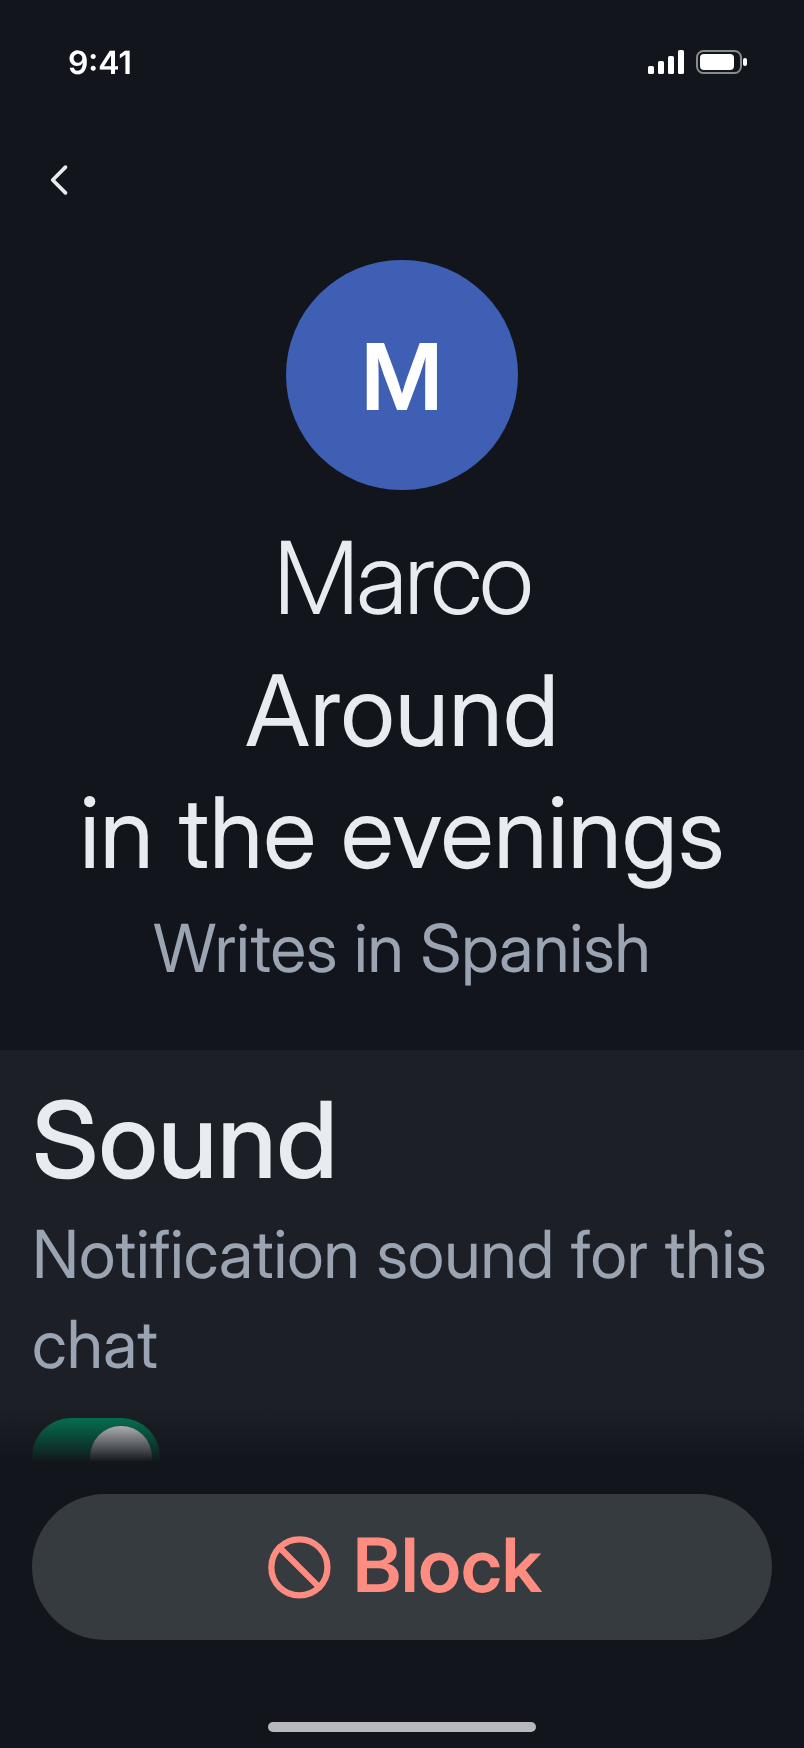 9:41
M
Marco
Around
in the evenings
Writes in Spanish
Sound
Notification sound for this
chat
Block